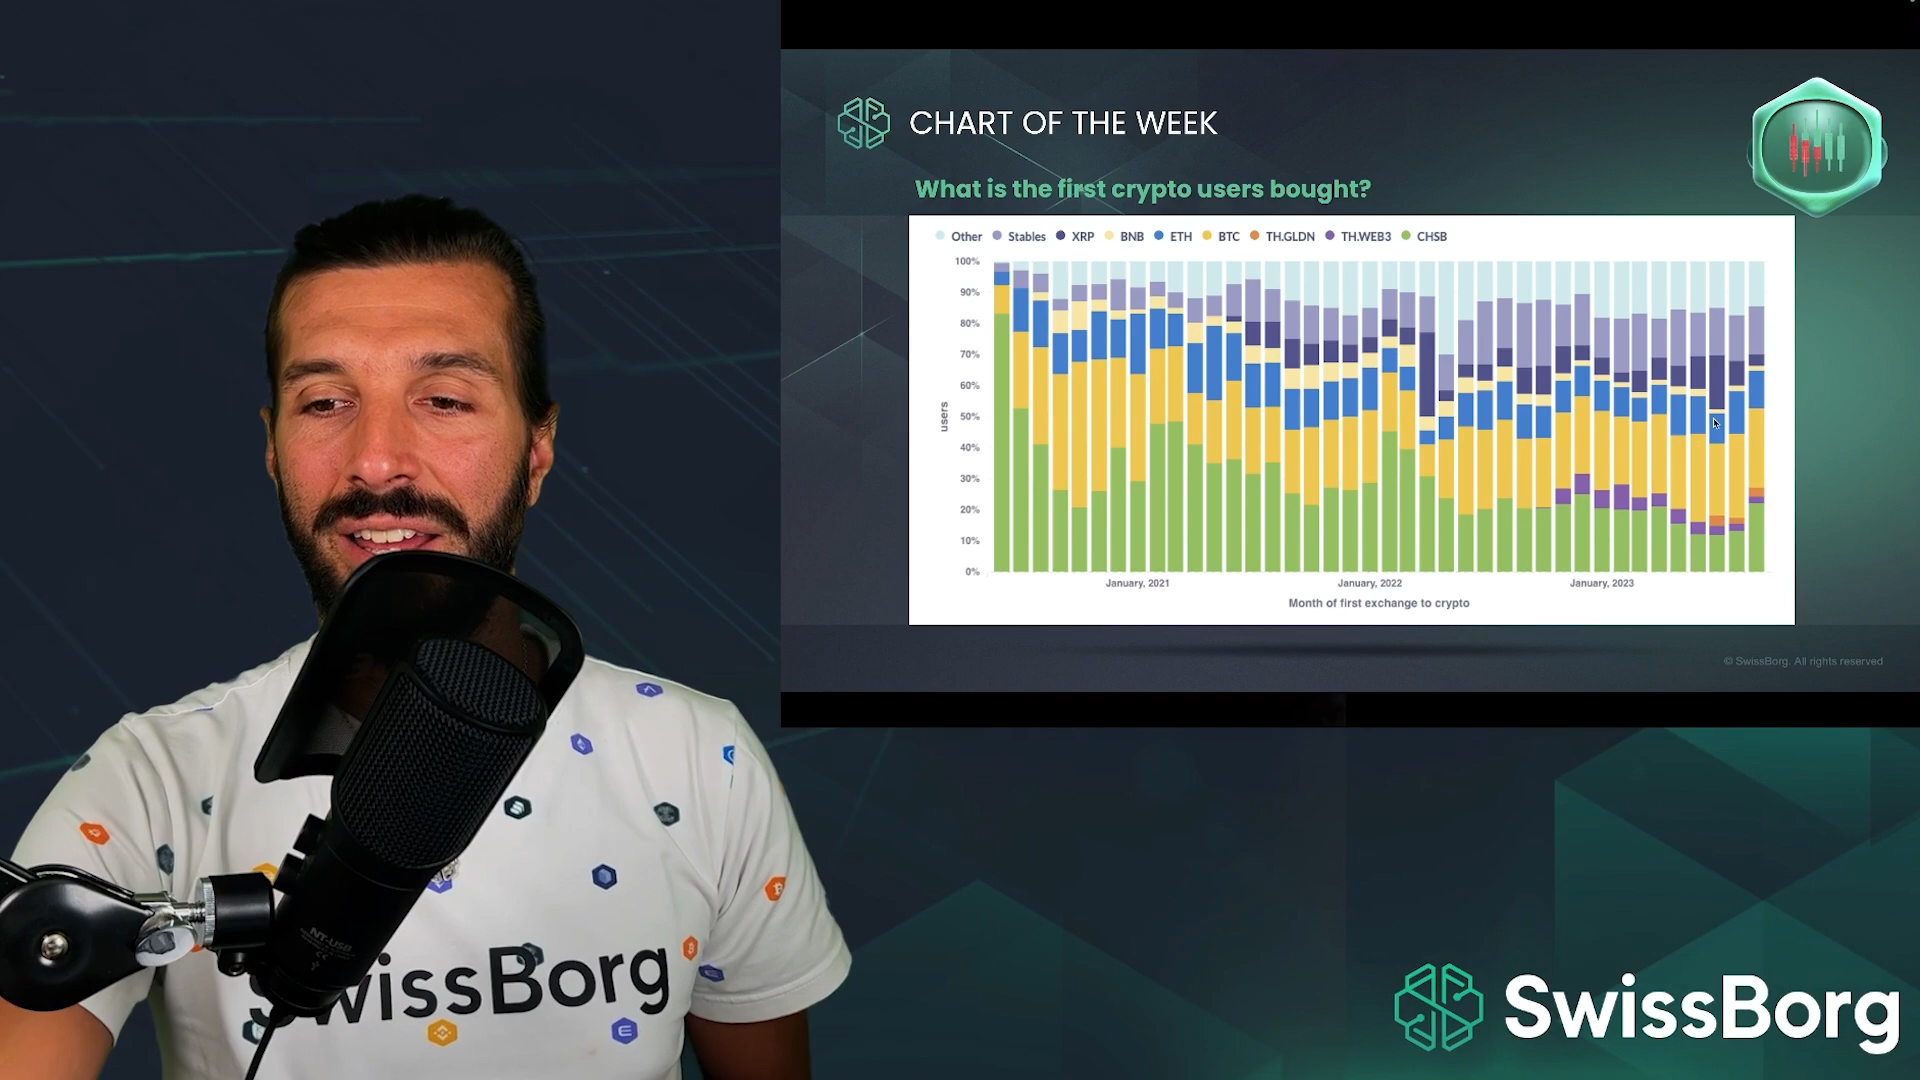 CHART OF THE WEEK
What is the first crypto users bought?
Other Stables XRP BNB ETH BTC TH.GLDN TH.WEB3 CHSB
100%
90%
80%
70%
60%
50%
40%
30%
20%
10%
0%
users
January, 2021 January, 2022 January, 2023
Month of first exchange to crypto
© SwissBorg. All rights reserved
NT-USB
SwissBorg
SwissBorg